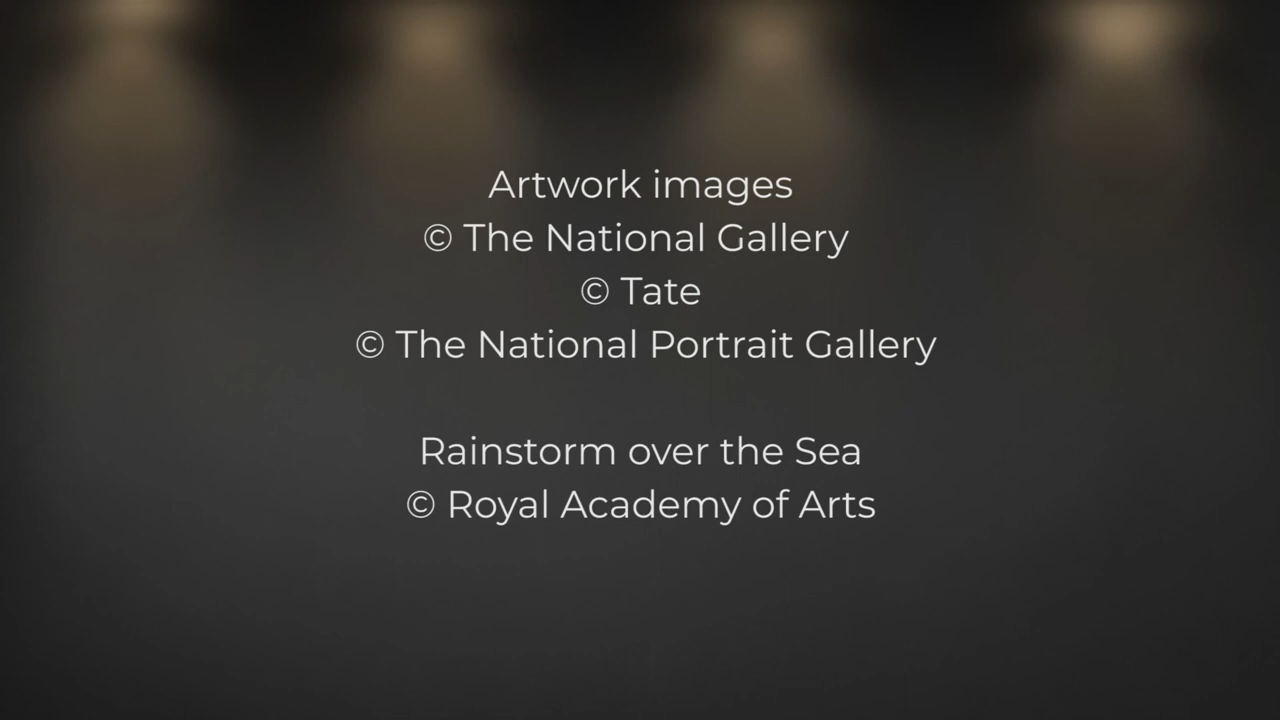 Artwork images
© The National Gallery
© Tate
© The National Portrait Gallery
Rainstorm over the Sea
© Royal Academy of Arts